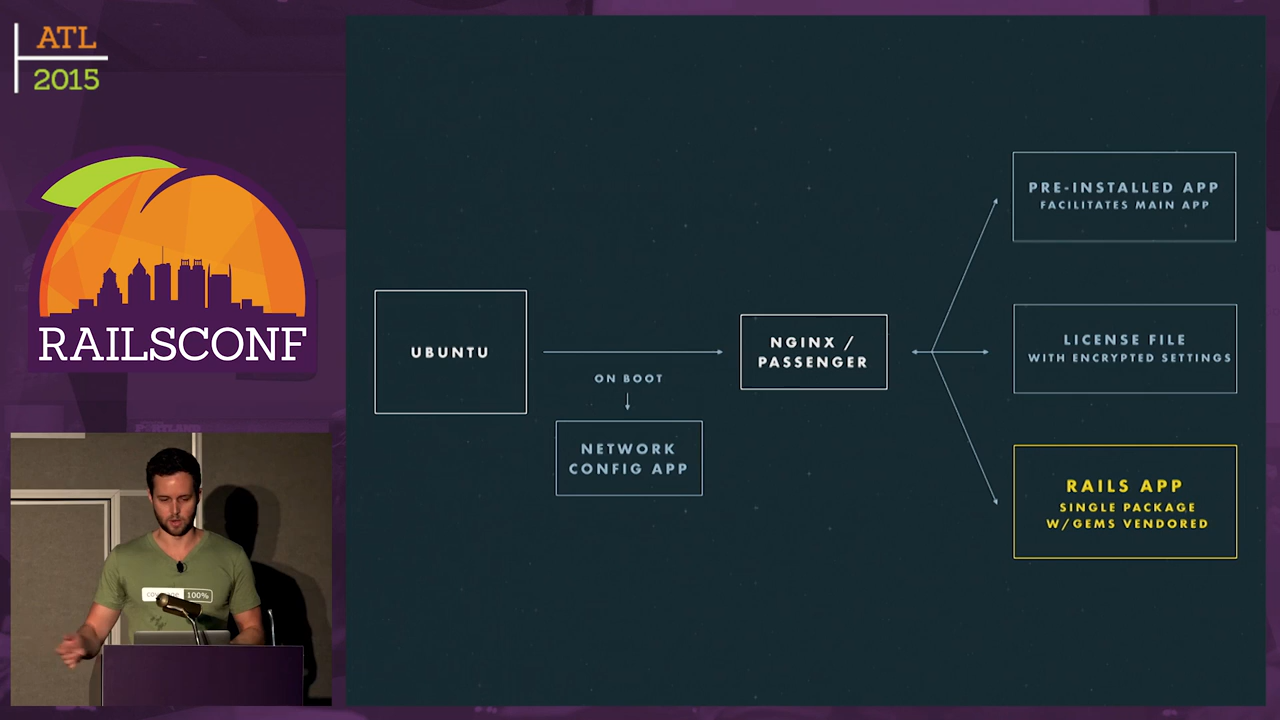 ATL
2015
RAILSCONF
100%
UBUNTU
ON BOOT
NETWORK
CONFIG APP
NGINX /
PASSENGER
PRE-INSTALLED APP
FACILITATES MAIN APP
LICENSE FILE
WITH ENCRYPTED SETTINGS
RAILS APP
SINGLE PACKAGE
W/GEMS VENDORED